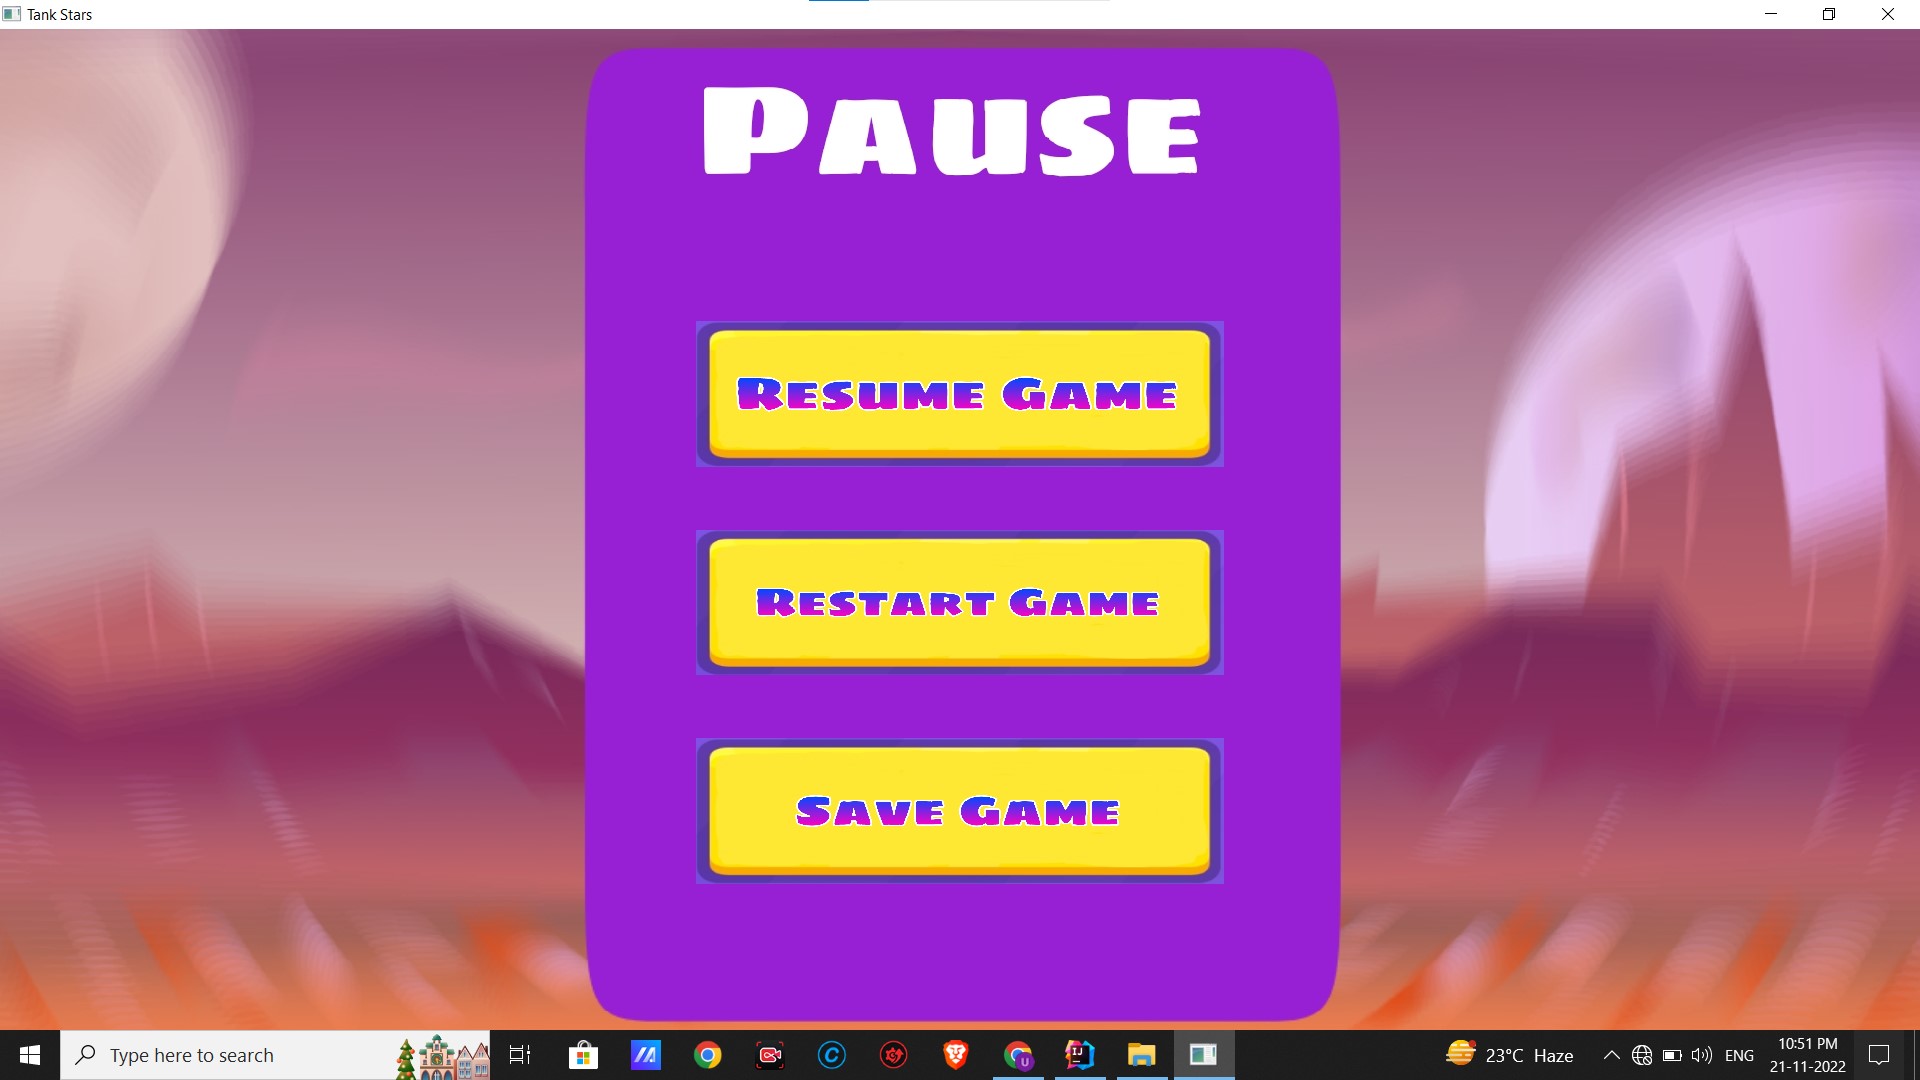 Tank Stars
Pause
Resume Game
Restart Game
Save Game
Type here to search
23°C Haze
ENG
10:51 PM
21-11-2022